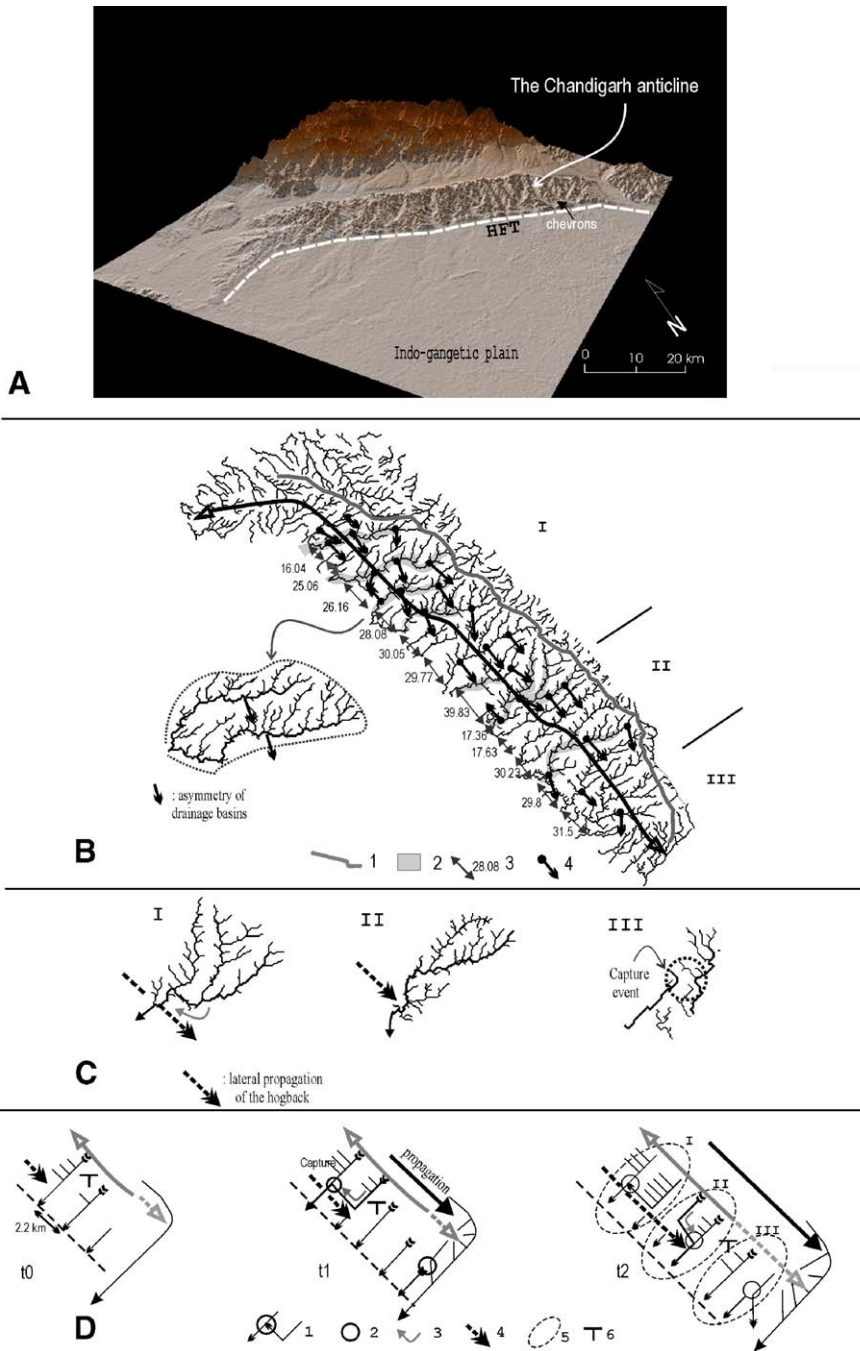 The Chandigarh anticline
chevrons
HFT
N
Indo-gangetic plain
0 10 20 km
A
I
16.04
25.06
26.16
28.08
30.05
II
29.77
39.83
17.36
17.63
III
30.23
29.8
31.5
: asymmetry of
drainage basins
B
1 2 28.08 3 4
I
II
III
Capture
event
C
: lateral propagation
of the hogback
2.2 km
t0
Capture
propagation
t1
I
II
III
t2
D
1 2 3 4 5 6